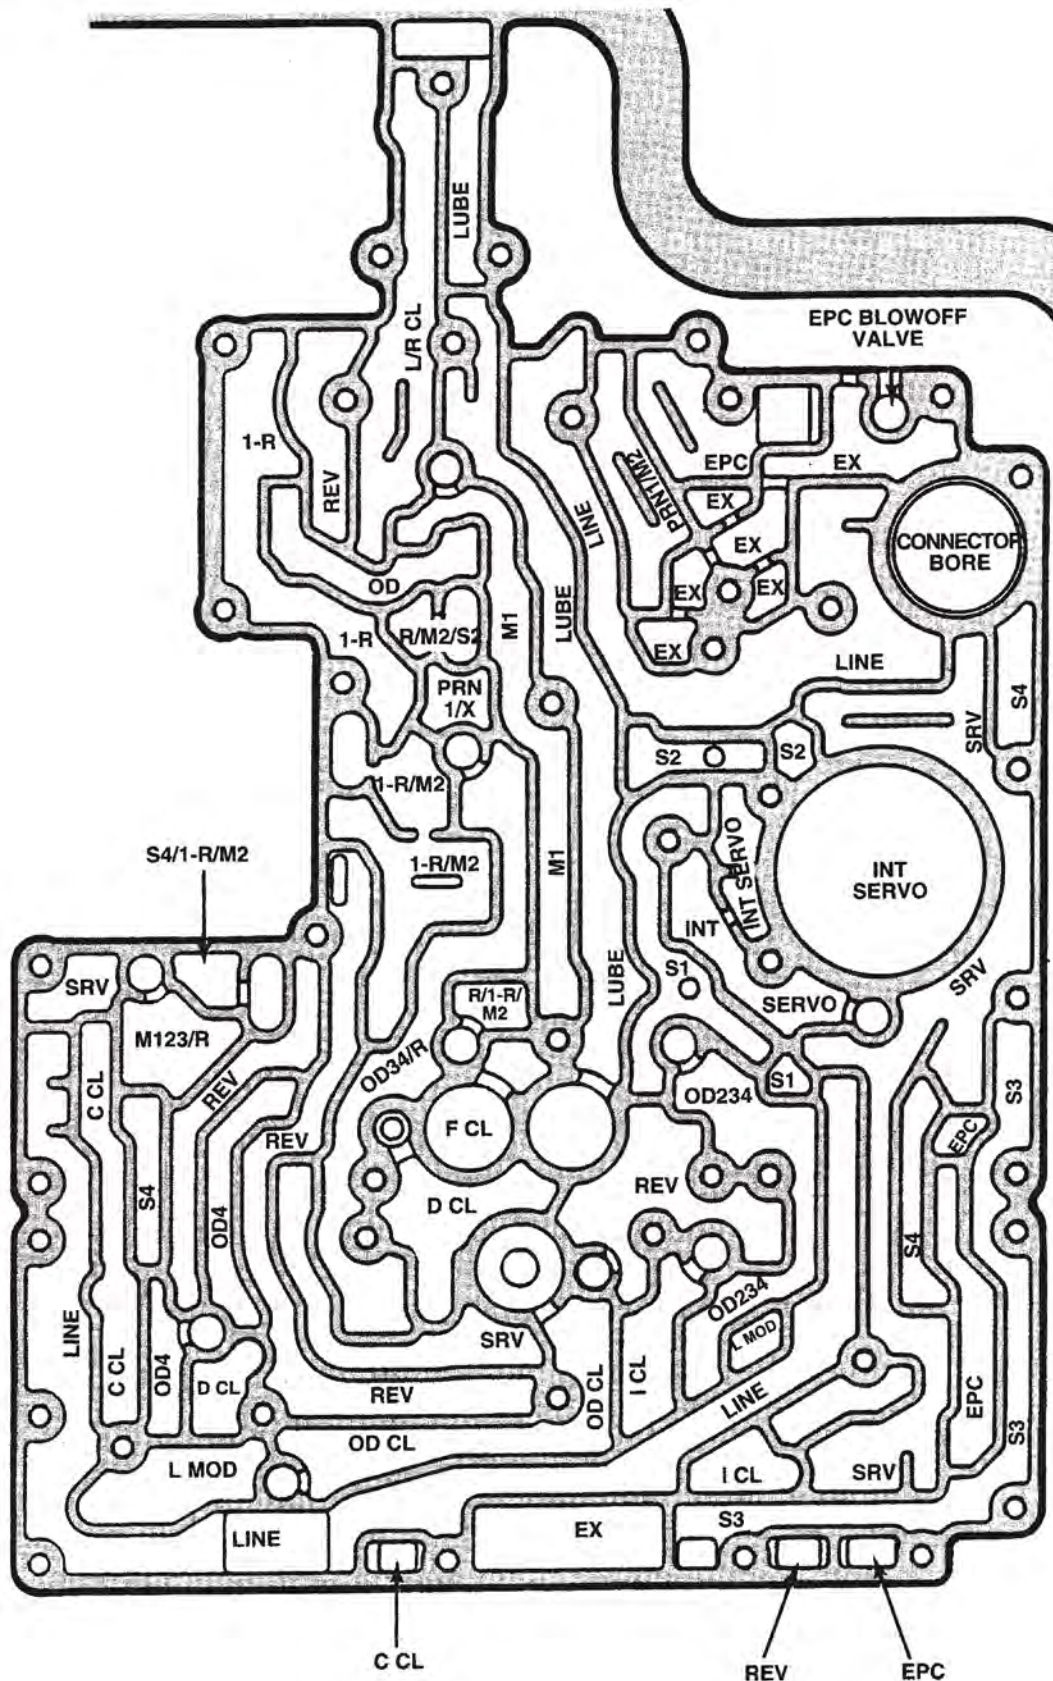 LUBE
EPC BLOWOFF
VALVE
L/R CL
1-R
REV
LINE
PRNT/M2
EPC
EX
EX
EX
EX
EX
EX
CONNECTOR
BORE
OD
M1
LUBE
1-R
R/M2/S2
PRN
1/X
LINE
SRV
S4
S2
S2
1-R/M2
1-R/M2
M1
INT SERVO
INT SERVO
INT
SERVO
S4/1-R/M2
INT
S1
SERVO
SRV
LUBE
SRV
R/1-R/
M2
M123/R
C CL
REV
OD34/R
S1
OD234
S3
EPC
REV
F CL
S4
OD4
D CL
REV
S4
OD234
L MOD
LINE
C CL
OD4
D CL
SRV
REV
OD CL
I CL
LINE
EPC
S3
OD CL
L MOD
I CL
SRV
LINE
EX
S3
C CL
REV
EPC